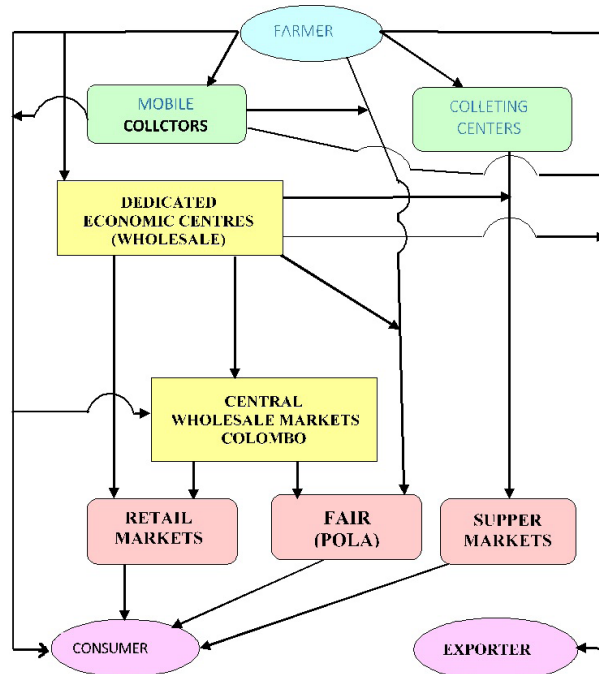 FARMER
MOBILE
COLLCTORS
COLLETING
CENTERS
DEDICATED
ECONOMIC CENTRES
(WHOLESALE)
CENTRAL
WHOLESALE MARKETS
COLOMBO
RETAIL
MARKETS
FAIR
(POLA)
SUPPER
MARKETS
CONSUMER
EXPORTER